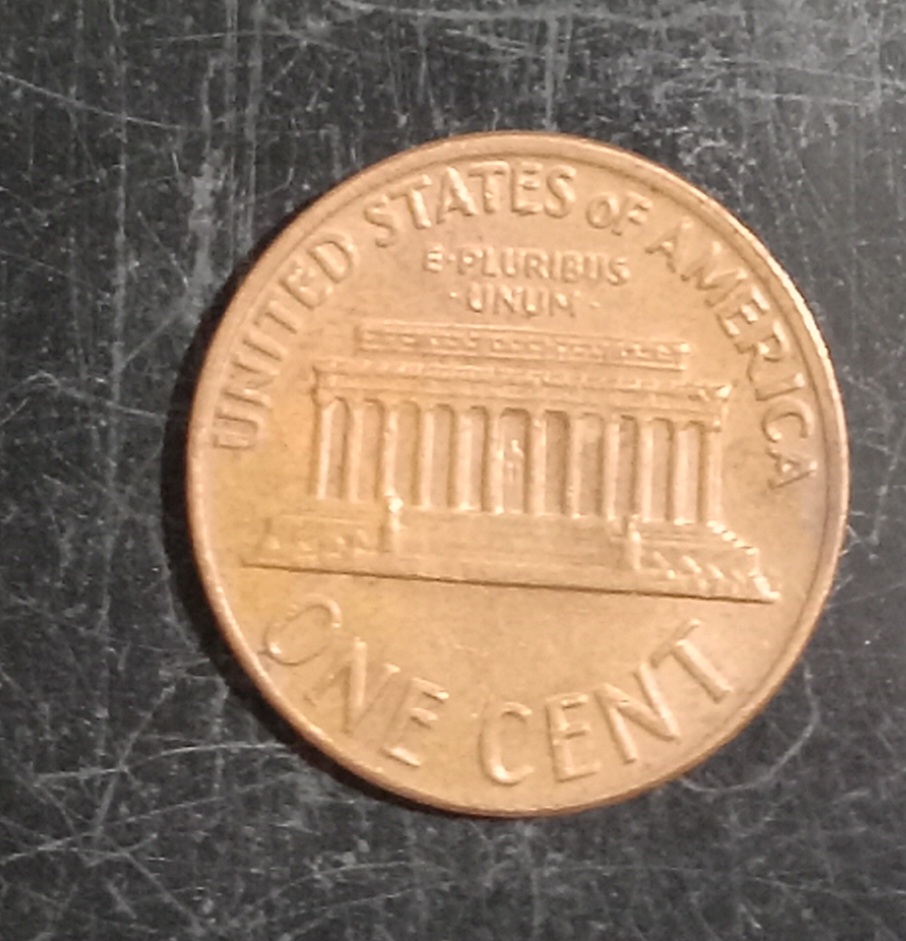 UNITED STATES OF AMERICA
E·PLURIBUS
·UNUM·
ONE CENT